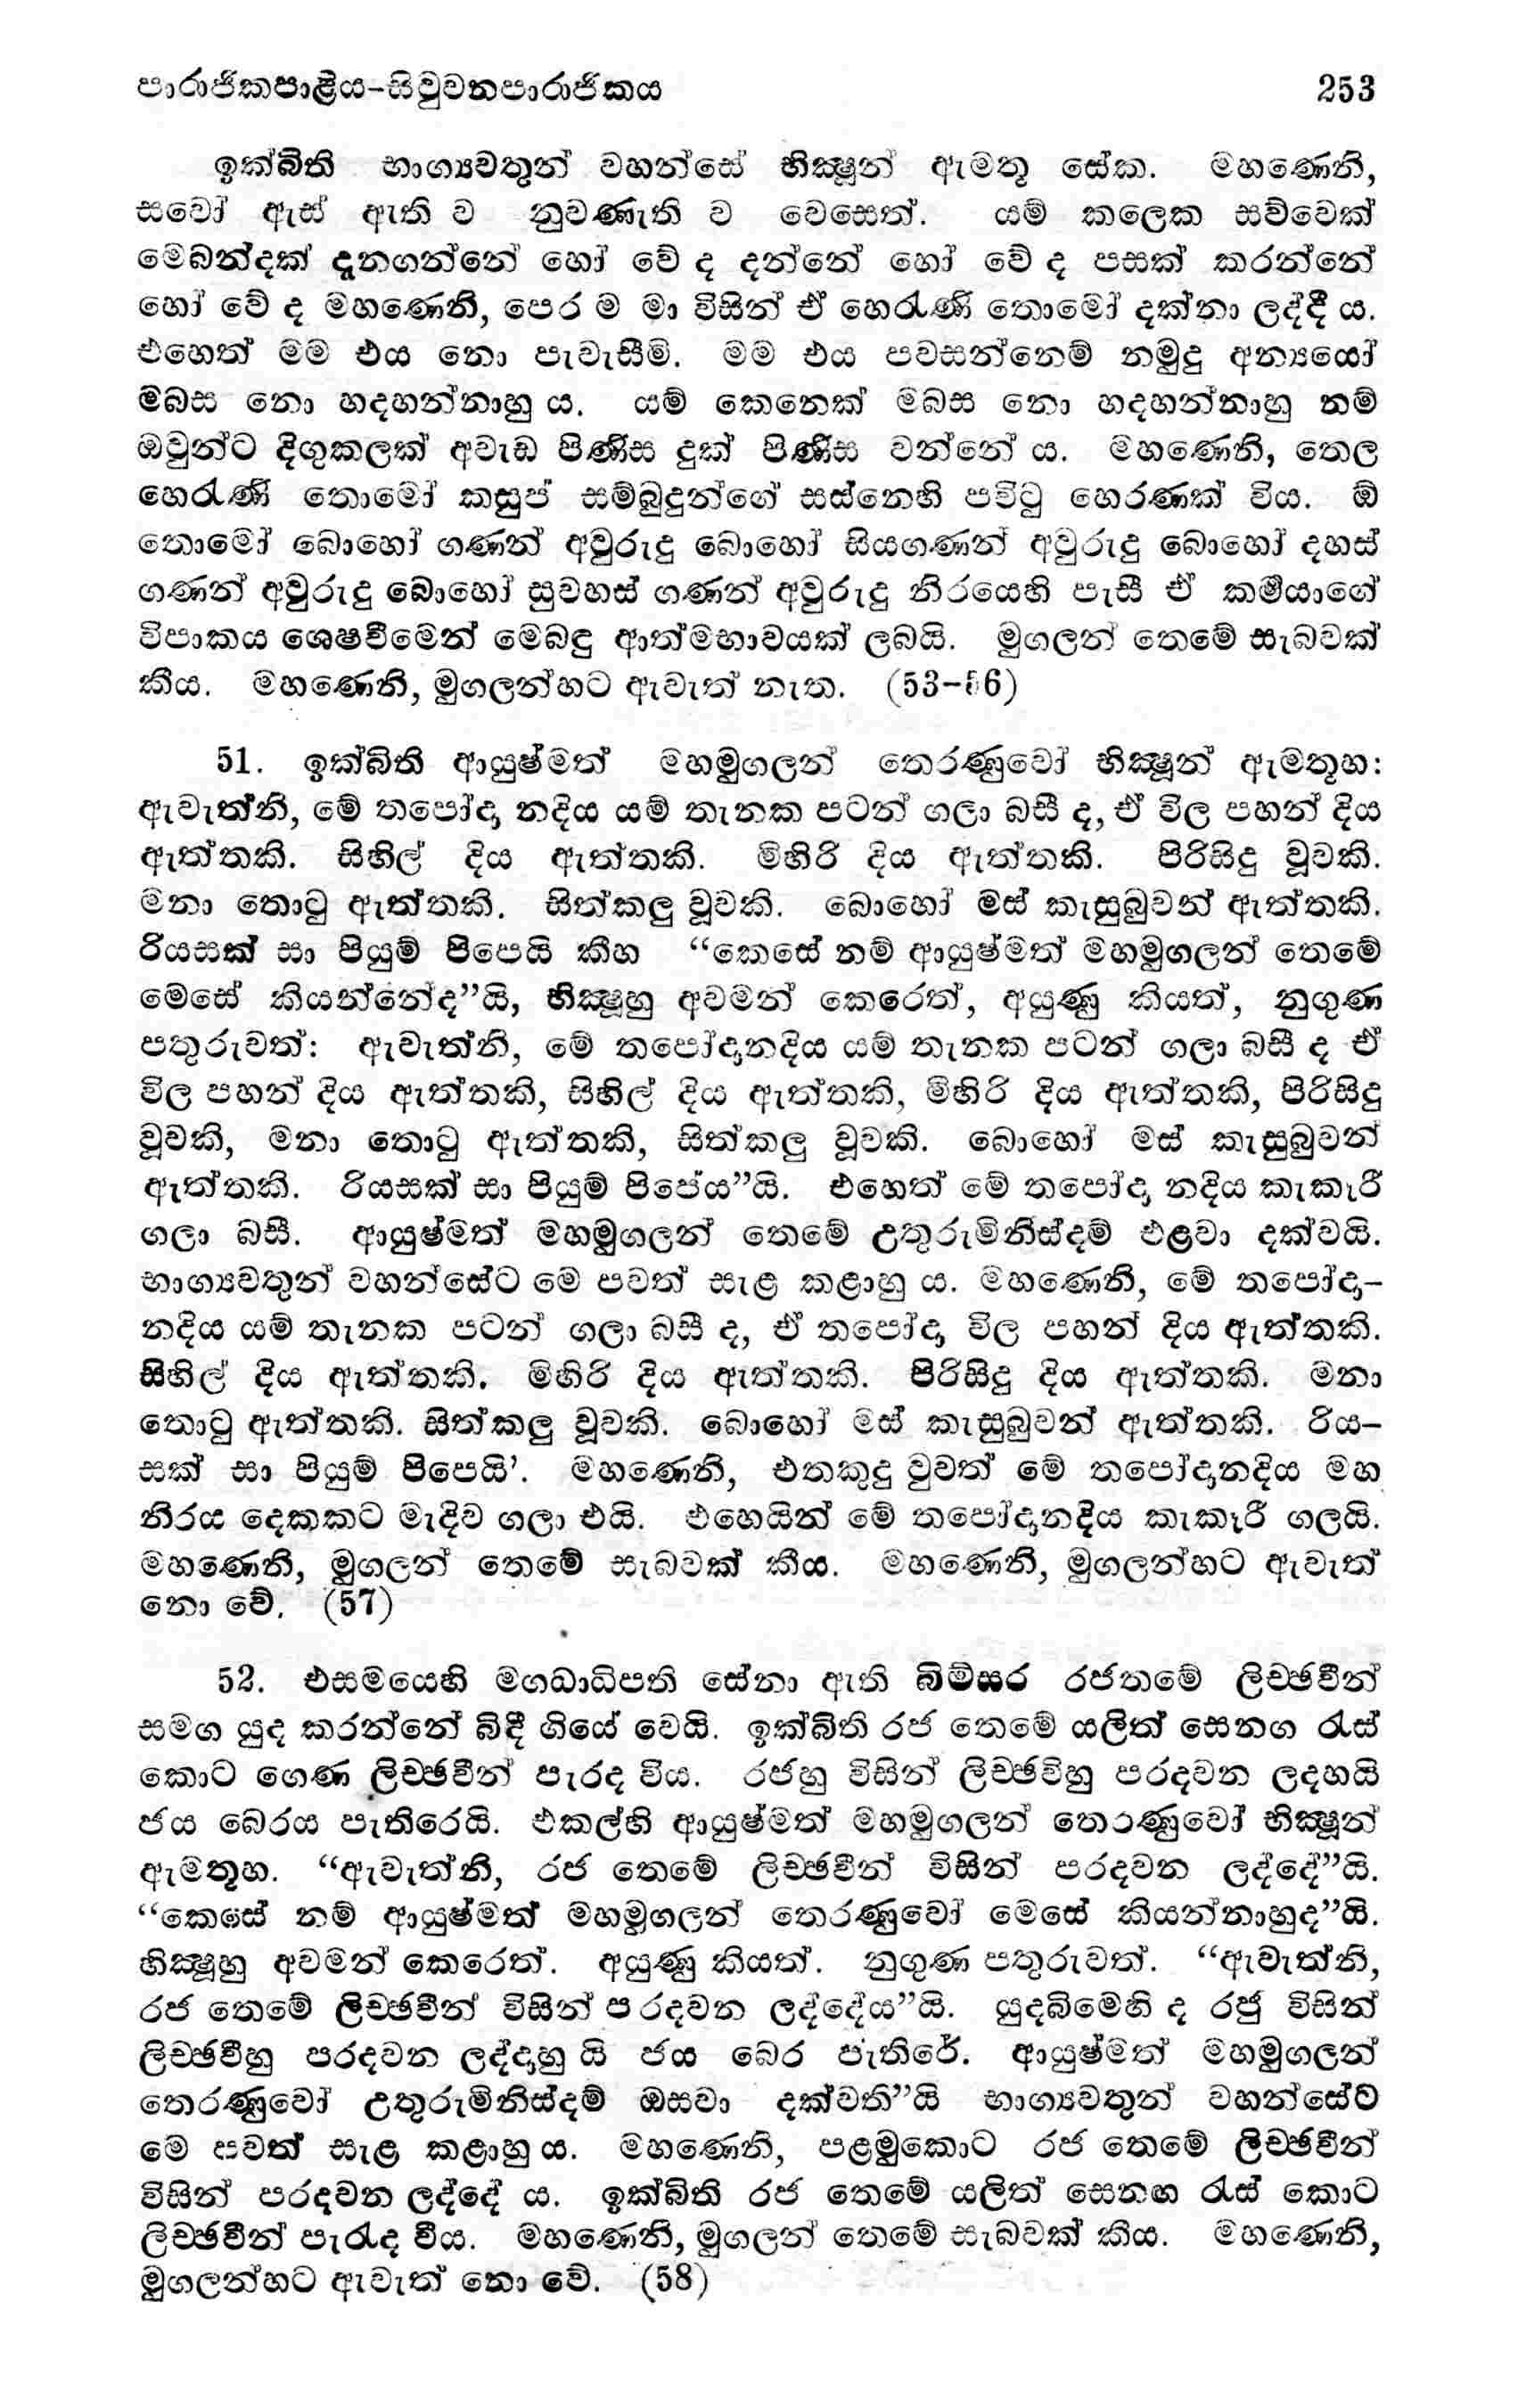 පාරාජිකපාළිය-සිවුවනපාරාජිකය 253
ඉක්බිති භාග්‍යවතුන් වහන්සේ භික්‍ෂූන් ඇමතූ සේක. මහණෙනි,
සව්වෝ ඇස් ඇති ව නුවණැති ව වෙසෙත්. යම් කලෙක සව්වෙක්
මෙබන්දක් දැනගන්නේ හෝ වේ ද දන්නේ හෝ වේ ද පසක් කරන්නේ
හෝ වේ ද මහණෙනි, පෙර ම මා විසින් ඒ හෙරැණි තොමෝ දක්නා ලද්දී ය.
එහෙත් මම එය නො පැවැසීමි. මම එය පවසන්නෙම් නමුදු අන්‍යයෝ
මබස නො හදහන්නාහු ය. යම් කෙනෙක් මබස නො හදහන්නාහු නම්
ඔවුන්ට දිගුකලක් අවැඩ පිණිස දුක් පිණිස වන්නේ ය. මහණෙනි, තෙල
හෙරැණි තොමෝ කසුප් සම්බුදුන්ගේ සස්නෙහි පවිටු හෙරණක් විය. ඕ
තොමෝ බොහෝ ගණන් අවුරුදු බොහෝ සියගණන් අවුරුදු බොහෝ දහස්
ගණන් අවුරුදු බොහෝ සුවහස් ගණන් අවුරුදු නිරයෙහි පැසී ඒ කර්‍මයාගේ
විපාකය ශෙෂවීමෙන් මෙබඳු ආත්මභාවයක් ලබයි. මුගලන් තෙමේ සැබවක්
කීය. මහණෙනි, මුගලන්හට ඇවැත් නැත. (53-56)
51. ඉක්බිති ආයුෂ්මත් මහමුගලන් තෙරණුවෝ භික්‍ෂූන් ඇමතූහ:
ඇවැත්නි, මේ තපෝදා නදිය යම් තැනක පටන් ගලා බසී ද, ඒ විල පහන් දිය
ඇත්තකි. සිහිල් දිය ඇත්තකි. මිහිරි දිය ඇත්තකි. පිරිසිදු වූවකි.
මනා තොටු ඇත්තකි. සිත්කලු වූවකි. බොහෝ මස් කැසුබුවන් ඇත්තකි.
රියසක් සා පියුම් පිපෙයි කීහ “කෙසේ නම් ආයුෂ්මත් මහමුගලන් තෙමේ
මෙසේ කියන්නේද”යි, භික්‍ෂූහු අවමන් කෙරෙත්, අයුණු කියත්, නුගුණ
පතුරුවත්: ඇවැත්නි, මේ තපෝදානදිය යම් තැනක පටන් ගලා බසී ද ඒ
විල පහන් දිය ඇත්තකි, සිහිල් දිය ඇත්තකි, මිහිරි දිය ඇත්තකි, පිරිසිදු
වූවකි, මනා තොටු ඇත්තකි, සිත්කලු වූවකි. බොහෝ මස් කැසුබුවන්
ඇත්තකි. රියසක් සා පියුම් පිපේය”යි. එහෙත් මේ තපෝදා නදිය කැකෑරී
ගලා බසී. ආයුෂ්මත් මහමුගලන් තෙමේ උතුරුමිනිස්දම් එළවා දක්වයි.
භාග්‍යවතුන් වහන්සේට මෙ පවත් සැළ කළාහු ය. මහණෙනි, මේ තපෝදා-
නදිය යම් තැනක පටන් ගලා බසී ද, ඒ තපෝදා විල පහන් දිය ඇත්තකි.
සිහිල් දිය ඇත්තකි. මිහිරි දිය ඇත්තකි. පිරිසිදු දිය ඇත්තකි. මනා
තොටු ඇත්තකි. සිත්කලු වූවකි. බොහෝ මස් කැසුබුවන් ඇත්තකි. රිය-
සක් සා පියුම් පිපෙයි’. මහණෙනි, එතකුදු වුවත් මේ තපෝදානදිය මහ
නිරය දෙකකට මැදිව ගලා එයි. එහෙයින් මේ තපෝදානදිය කැකෑරී ගලයි.
මහණෙනි, මුගලන් තෙමේ සැබවක් කීය. මහණෙනි, මුගලන්හට ඇවැත්
නො වේ. (57)
52. එසමයෙහි මගධාධිපති සේනා ඇති බිම්සර රජතමේ ලිච්ඡවීන්
සමග යුද කරන්නේ බිඳී ගියේ වෙයි. ඉක්බිති රජ තෙමේ යලිත් සෙනග රැස්
කොට ගෙණ ලිච්ඡවීන් පැරද විය. රජහු විසින් ලිච්ඡවිහු පරදවන ලදහයි
ජය බෙරය පැතිරෙයි. එකල්හි ආයුෂ්මත් මහමුගලන් තෙරණුවෝ භික්‍ෂූන්
ඇමතූහ. “ඇවැත්නි, රජ තෙමේ ලිච්ඡවීන් විසින් පරදවන ලද්දේ”යි.
“කෙසේ නම් ආයුෂ්මත් මහමුගලන් තෙරණුවෝ මෙසේ කියන්නාහුද”යි.
භික්‍ෂූහු අවමන් කෙරෙත්. අයුණු කියත්. නුගුණ පතුරුවත්. “ඇවැත්නි,
රජ තෙමේ ලිච්ඡවීන් විසින් පරදවන ලද්දේය”යි. යුදබිමෙහි ද රජු විසින්
ලිච්ඡවීහු පරදවන ලද්දාහු යි ජය බෙර පැතිරේ. ආයුෂ්මත් මහමුගලන්
තෙරණුවෝ උතුරුමිනිස්දම් ඔසවා දක්වති”යි භාග්‍යවතුන් වහන්සේට
මෙ පවත් සැළ කළාහු ය. මහණෙනි, පළමුකොට රජ තෙමේ ලිච්ඡවීන්
විසින් පරදවන ලද්දේ ය. ඉක්බිති රජ තෙමේ යලිත් සෙනඟ රැස් කොට
ලිච්ඡවීන් පැරැද වීය. මහණෙනි, මුගලන් තෙමේ සැබවක් කීය. මහණෙනි,
මුගලන්හට ඇවැත් නො වේ. (58)